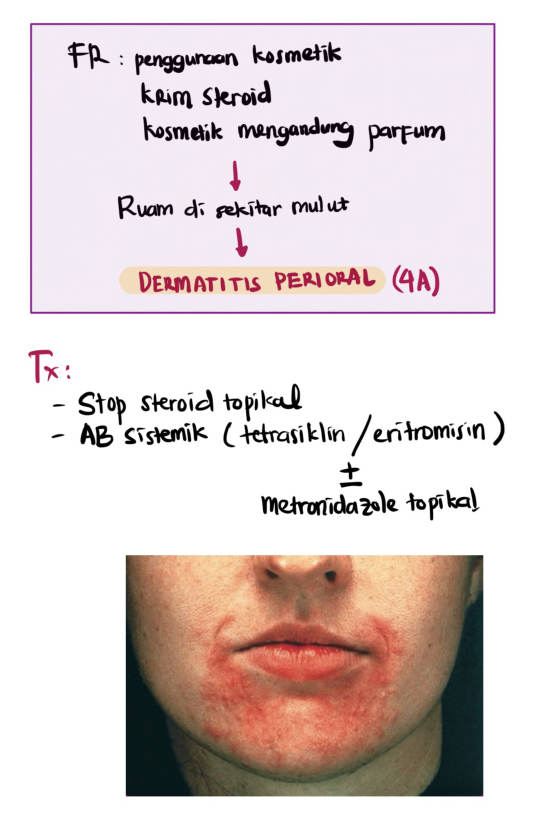 FR : penggunaan kosmetik
krim steroid
kosmetik mengandung parfum
Ruam di sekitar mulut
DERMATITIS PERIORAL (4A)
Tx:
- Stop steroid topikal
- AB sistemik (tetrasiklin / eritromisin)
±
metronidazole topikal